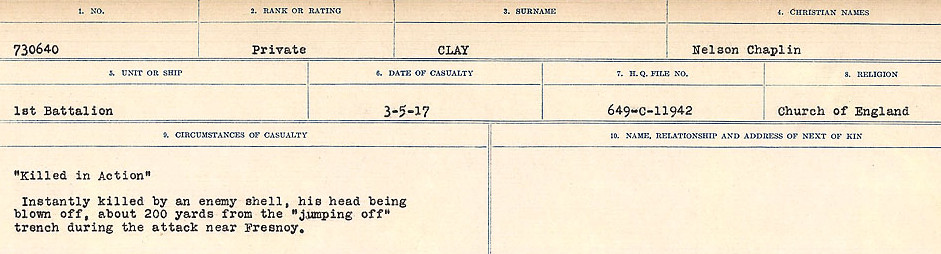 1. NO. 2. RANK OR RATING 3. SURNAME 4. CHRISTIAN NAMES
730640 Private CLAY Nelson Chaplin
5. UNIT OR SHIP 6. DATE OF CASUALTY 7. H.Q. FILE NO. 8. RELIGION
1st Battalion 3-5-17 649-C-11942 Church of England
9. CIRCUMSTANCES OF CASUALTY 10. NAME, RELATIONSHIP AND ADDRESS OF NEXT OF KIN
"Killed in Action"
Instantly killed by an enemy shell, his head being
blown off, about 200 yards from the "jumping off"
trench during the attack near Fresnoy.